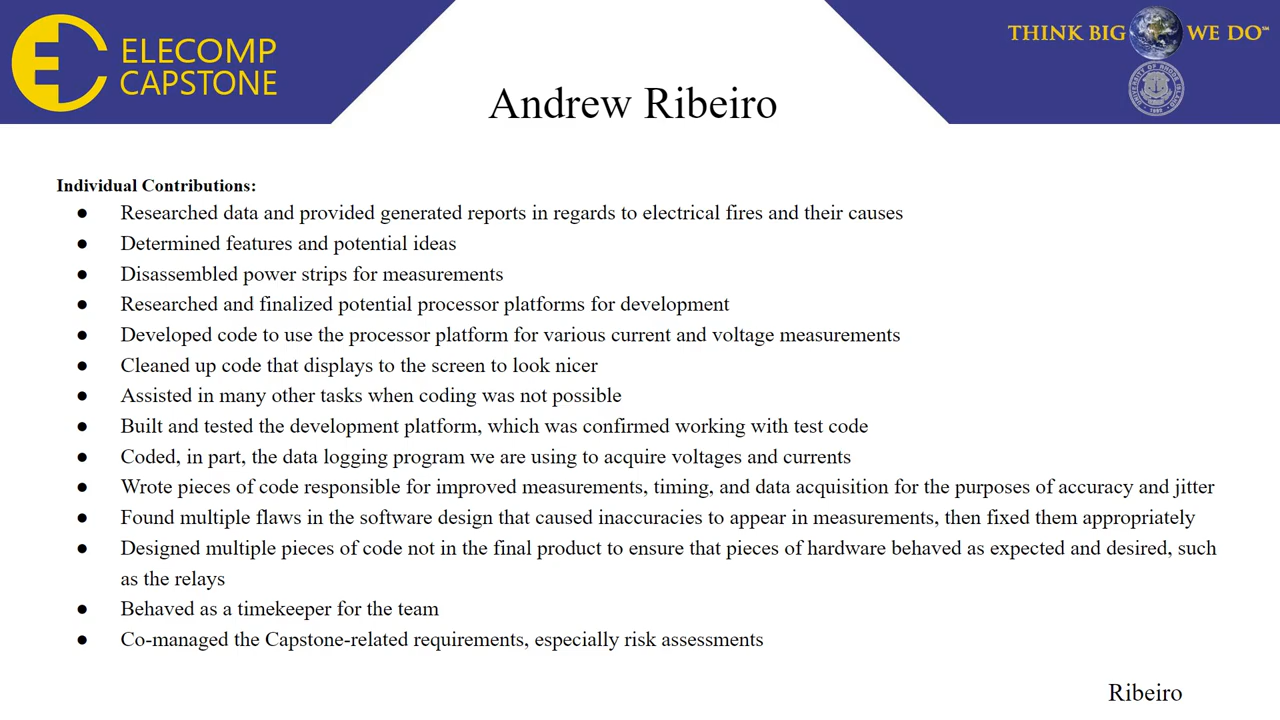 ELECOMP
CAPSTONE
THINK BIG WE DO℠
UNIVERSITY OF RHODE ISLAND
1892
Andrew Ribeiro
Individual Contributions:
● Researched data and provided generated reports in regards to electrical fires and their causes
● Determined features and potential ideas
● Disassembled power strips for measurements
● Researched and finalized potential processor platforms for development
● Developed code to use the processor platform for various current and voltage measurements
● Cleaned up code that displays to the screen to look nicer
● Assisted in many other tasks when coding was not possible
● Built and tested the development platform, which was confirmed working with test code
● Coded, in part, the data logging program we are using to acquire voltages and currents
● Wrote pieces of code responsible for improved measurements, timing, and data acquisition for the purposes of accuracy and jitter
● Found multiple flaws in the software design that caused inaccuracies to appear in measurements, then fixed them appropriately
● Designed multiple pieces of code not in the final product to ensure that pieces of hardware behaved as expected and desired, such
as the relays
● Behaved as a timekeeper for the team
● Co-managed the Capstone-related requirements, especially risk assessments
Ribeiro